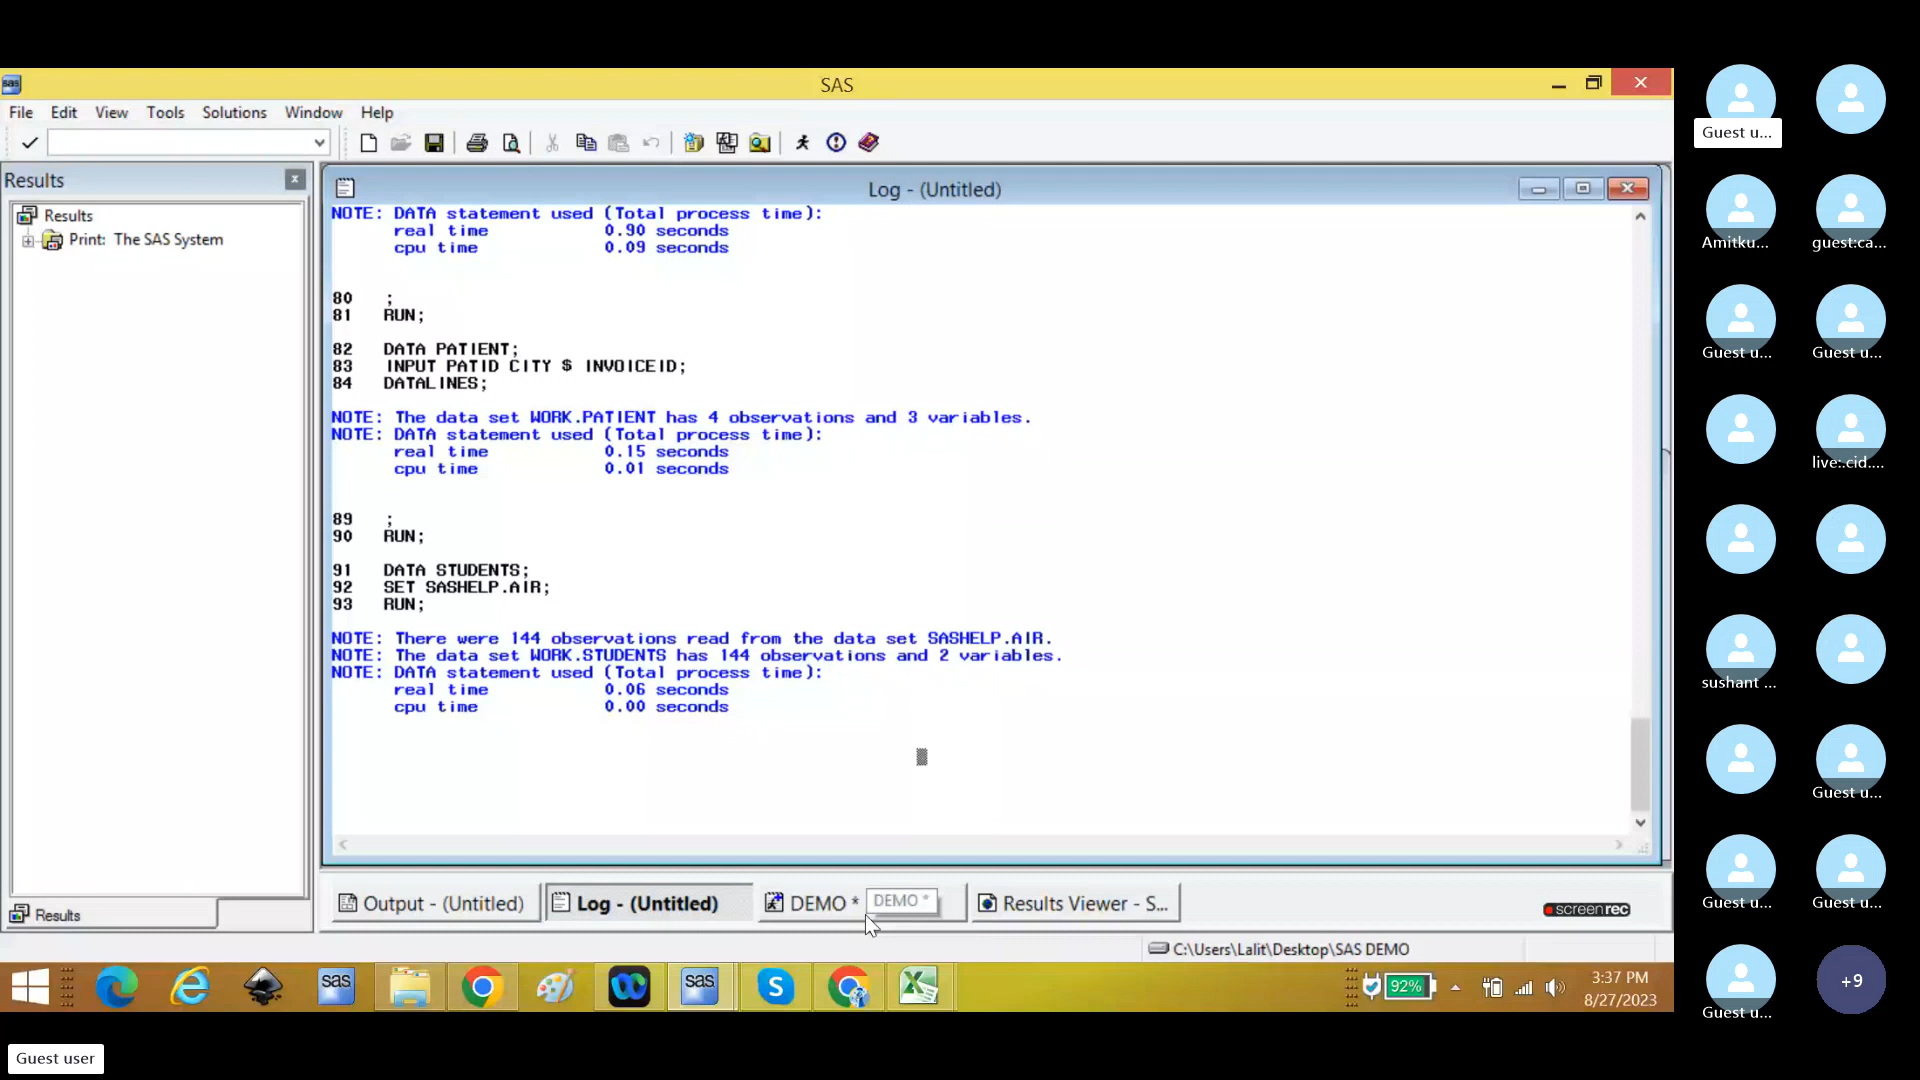 SAS
File Edit View Tools Solutions Window Help
Results
Results
Print: The SAS System
Results
Log - (Untitled)
NOTE: DATA statement used (Total process time):
real time 0.90 seconds
cpu time 0.09 seconds
80 ;
81 RUN;
82 DATA PATIENT;
83 INPUT PATID CITY $ INVOICEID;
84 DATALINES;
NOTE: The data set WORK.PATIENT has 4 observations and 3 variables.
NOTE: DATA statement used (Total process time):
real time 0.15 seconds
cpu time 0.01 seconds
89 ;
90 RUN;
91 DATA STUDENTS;
92 SET SASHELP.AIR;
93 RUN;
NOTE: There were 144 observations read from the data set SASHELP.AIR.
NOTE: The data set WORK.STUDENTS has 144 observations and 2 variables.
NOTE: DATA statement used (Total process time):
real time 0.06 seconds
cpu time 0.00 seconds
Output - (Untitled) Log - (Untitled) DEMO * DEMO * Results Viewer - S...
screenrec
C:\Users\Lalit\Desktop\SAS DEMO
sas sas
92%
3:37 PM
8/27/2023
Guest user
Guest u...
Amitku... guest:ca...
Guest u... Guest u...
live:.cid....
sushant ...
Guest u...
Guest u... Guest u...
Guest u... +9